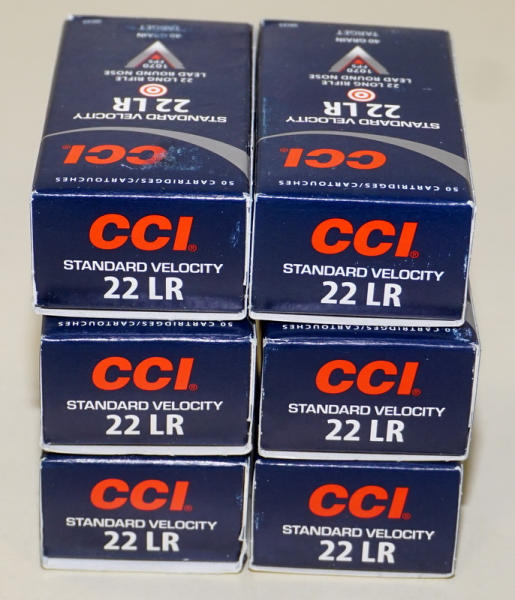 TARGET
40 GRAIN
1070
FPS
LEAD ROUND NOSE
22 LONG RIFLE
22 LR
STANDARD VELOCITY
CCI
50 CARTRIDGES/CARTOUCHES
CCI®
STANDARD VELOCITY
22 LR
TARGET
40 GRAIN
1070
FPS
LEAD ROUND NOSE
22 LONG RIFLE
22 LR
STANDARD VELOCITY
CCI
50 CARTRIDGES/CARTOUCHES
CCI®
STANDARD VELOCITY
22 LR
CCI®
STANDARD VELOCITY
22 LR
CCI®
STANDARD VELOCITY
22 LR
CCI®
STANDARD VELOCITY
22 LR
CCI®
STANDARD VELOCITY
22 LR